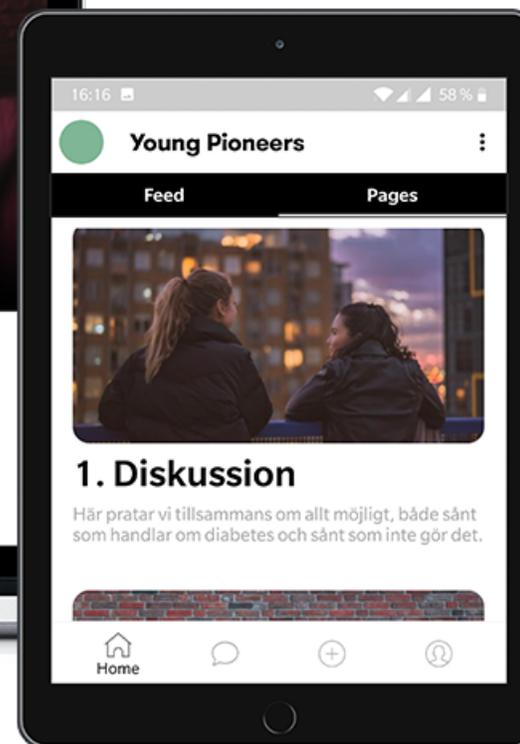 16:16 58 %
Young Pioneers
Feed Pages
1. Diskussion
Här pratar vi tillsammans om allt möjligt, både sånt
som handlar om diabetes och sånt som inte gör det.
Home